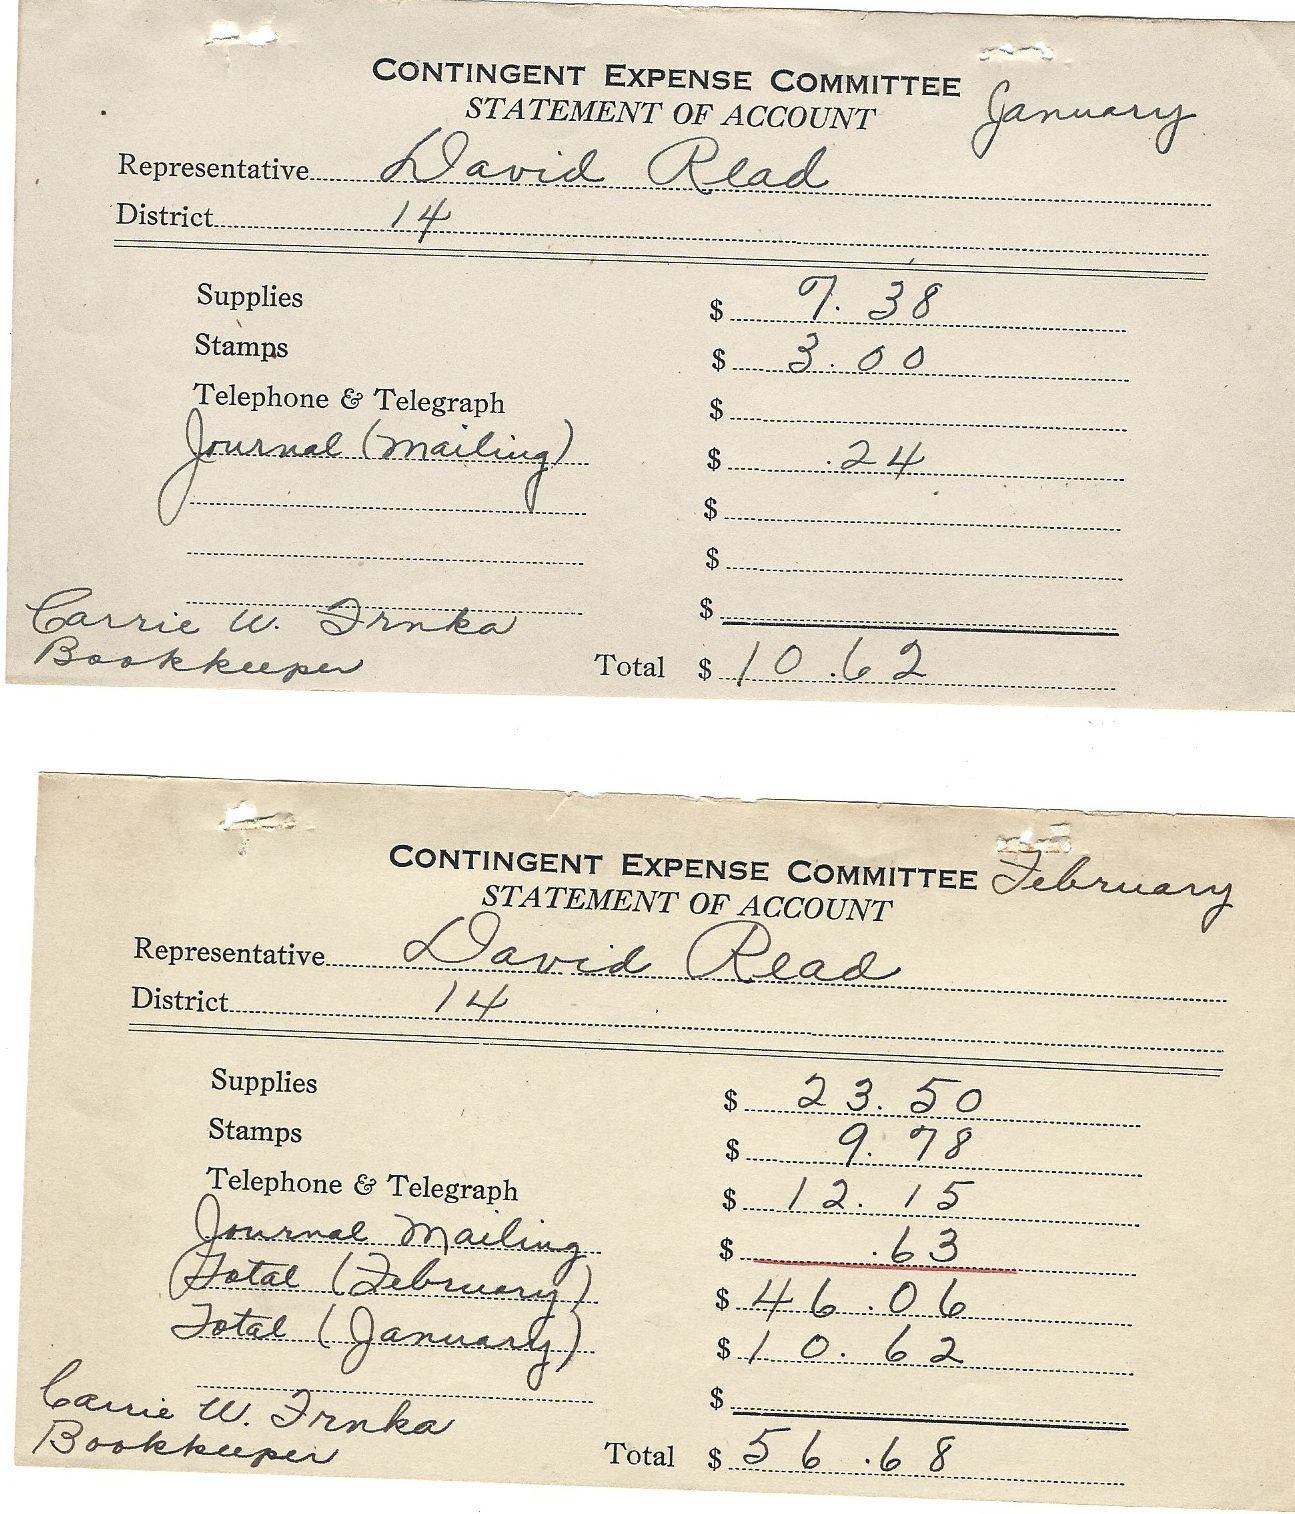 CONTINGENT EXPENSE COMMITTEE January
STATEMENT OF ACCOUNT
Representative David Read
District 14
Supplies $ 7.38
Stamps $ 3.00
Telephone & Telegraph $
Journal (Mailing) $ .24
$
$
$
Carrie W. Trnka
Bookkeeper
Total $ 10.62
CONTINGENT EXPENSE COMMITTEE February
STATEMENT OF ACCOUNT
Representative David Read
District 14
Supplies $ 23.50
Stamps $ 9.78
Telephone & Telegraph $ 12.15
Journal Mailing $ .63
Total (February) $ 46.06
Total (January) $ 10.62
$
Carrie W. Trnka
Bookkeeper
Total $ 56.68